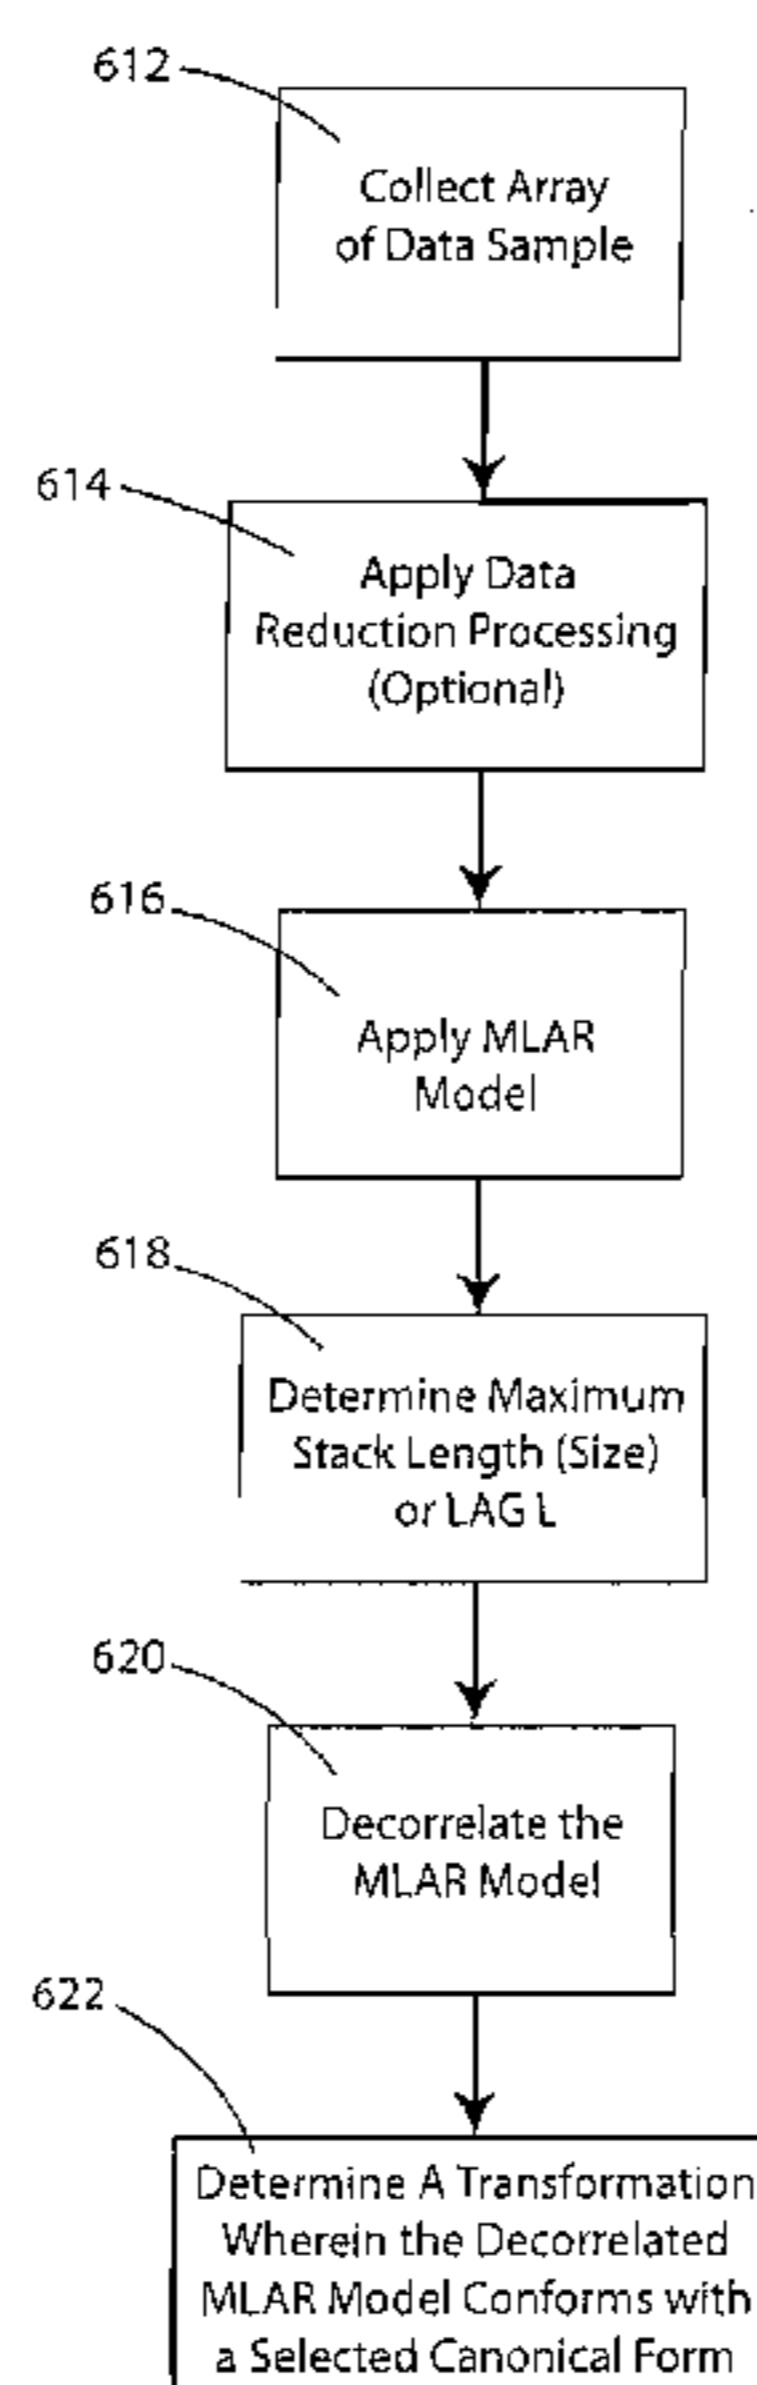 612
Collect Array
of Data Sample
614
Apply Data
Reduction Processing
(Optional)
616
Apply MLAR
Model
618
Determine Maximum
Stack Length (Size)
or LAG L
620
Decorrelate the
MLAR Model
622
Determine A Transformation
Wherein the Decorrelated
MLAR Model Conforms with
a Selected Canonical Form